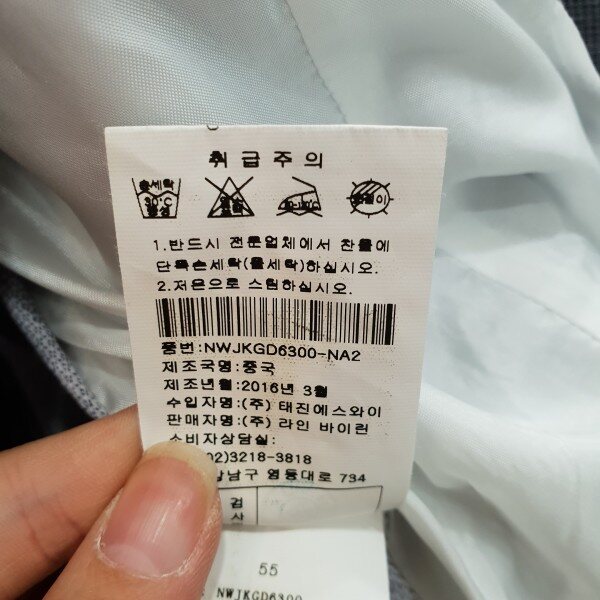 취급주의
물세탁
30°C
중성
1.반드시 전문업체에서 찬물에
단독손세탁(물세탁)하십시오.
2.저온으로 스팀하십시오.
품번:NWJKGD6300-NA2
제조국명:중국
제조년월:2016년 3월
수입자명:(주) 태진에스와이
판매자명:(주) 라인 바이런
소비자상담실:
02)3218-3818
강남구 영동대로 734
검사
55
NWJKGD6300